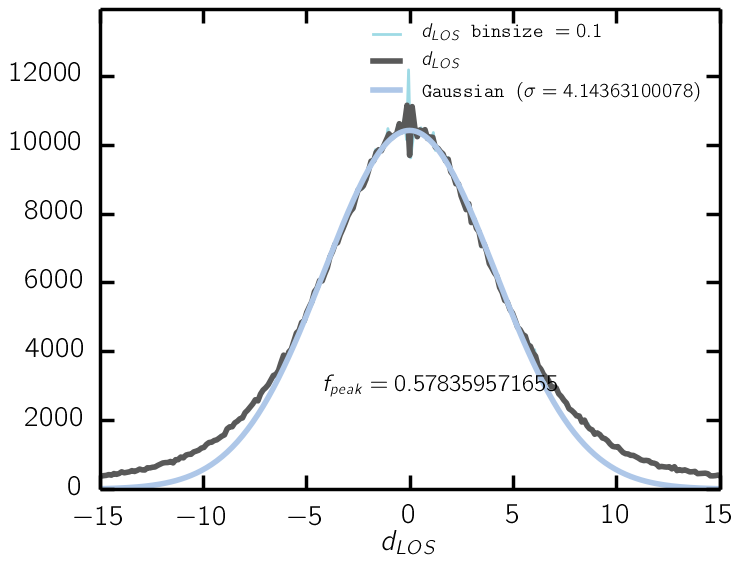 d_LOS binsize = 0.1
d_LOS
Gaussian (σ = 4.14363100078)
12000
10000
8000
6000
4000
2000
0
f_peak = 0.578359571655
−15 −10 −5 0 5 10 15
d_LOS